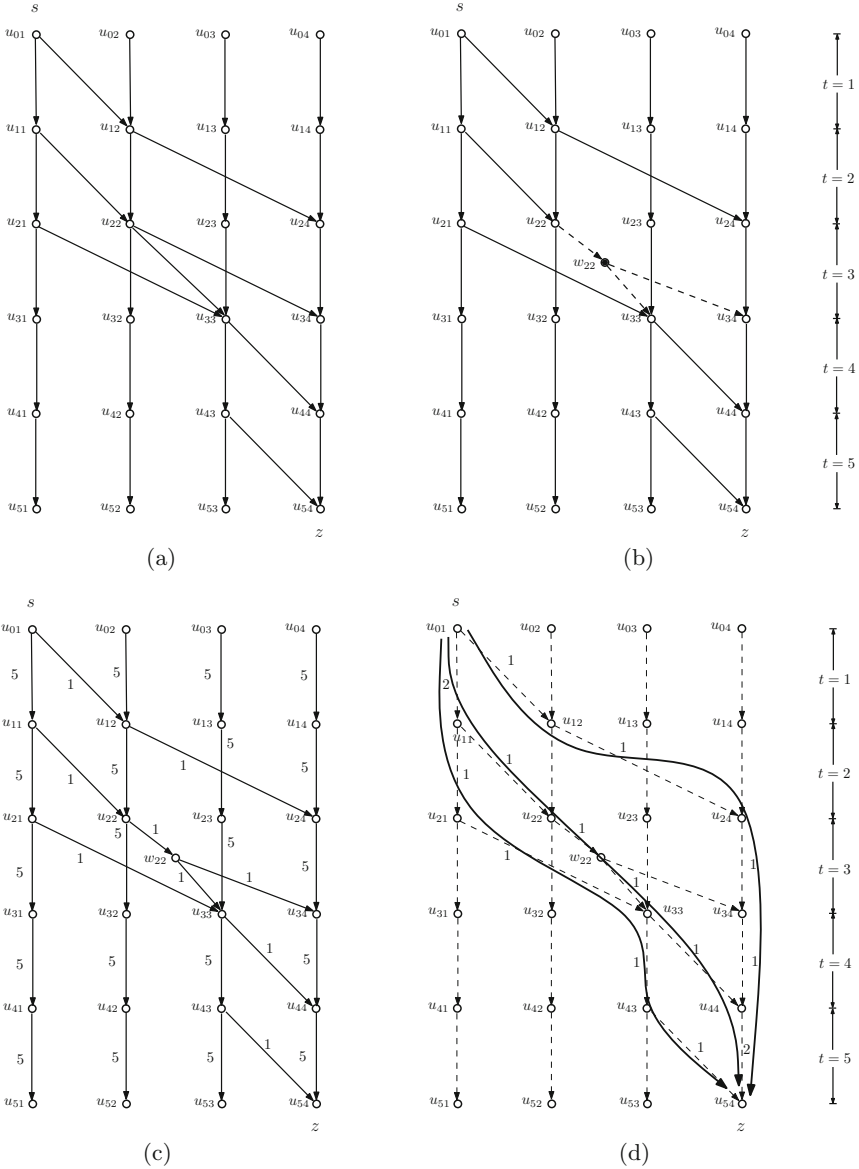 s s
u01 u02 u03 u04 u01 u02 u03 u04
t = 1
u11 u12 u13 u14 u11 u12 u13 u14
t = 2
u21 u22 u23 u24 u21 u22 u23 u24
w22 t = 3
u31 u32 u33 u34 u31 u32 u33 u34
t = 4
u41 u42 u43 u44 u41 u42 u43 u44
t = 5
u51 u52 u53 u54 u51 u52 u53 u54
z z
(a) (b)
s s
u01 u02 u03 u04 u01 u02 u03 u04
5 1 5 5 5 2 1 t = 1
u11 u12 u13 u14 u11 u12 u13 u14
5 1 5 1 5 5 1 1 1 t = 2
u21 u22 u23 u24 u21 u22 u23 u24
5 1 5 1 w22 5 1 1 5 1 1 w22 1 1 t = 3
u31 u32 u33 u34 u31 u32 u33 u34
5 5 5 1 5 1 1 1 t = 4
u41 u42 u43 u44 u41 u42 u43 u44
5 5 5 1 5 1 2 t = 5
u51 u52 u53 u54 u51 u52 u53 u54
z z
(c) (d)